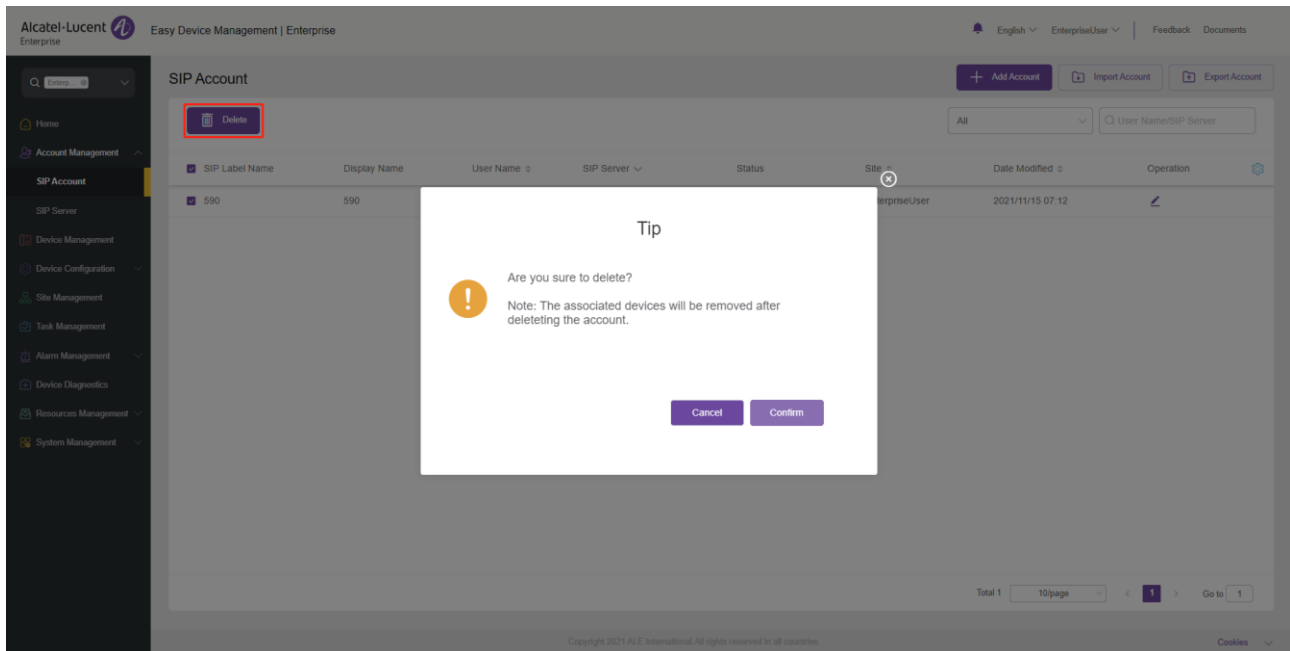 Alcatel·Lucent
Enterprise
Easy Device Management | Enterprise
English
EnterpriseUser
Feedback
Documents
Enterp...
SIP Account
Add Account
Import Account
Export Account
Home
Account Management
SIP Account
SIP Server
Device Management
Device Configuration
Site Management
Task Management
Alarm Management
Device Diagnostics
Resources Management
System Management
Delete
All
User Name/SIP Server
SIP Label Name
Display Name
User Name
SIP Server
Status
Site
Date Modified
Operation
590
590
terpriseUser
2021/11/15 07:12
Tip
Are you sure to delete?
Note: The associated devices will be removed after
deleteting the account.
Cancel
Confirm
Total 1
10/page
1
Go to
1
Copyright 2021 ALE International All rights reserved in all countries
Cookies